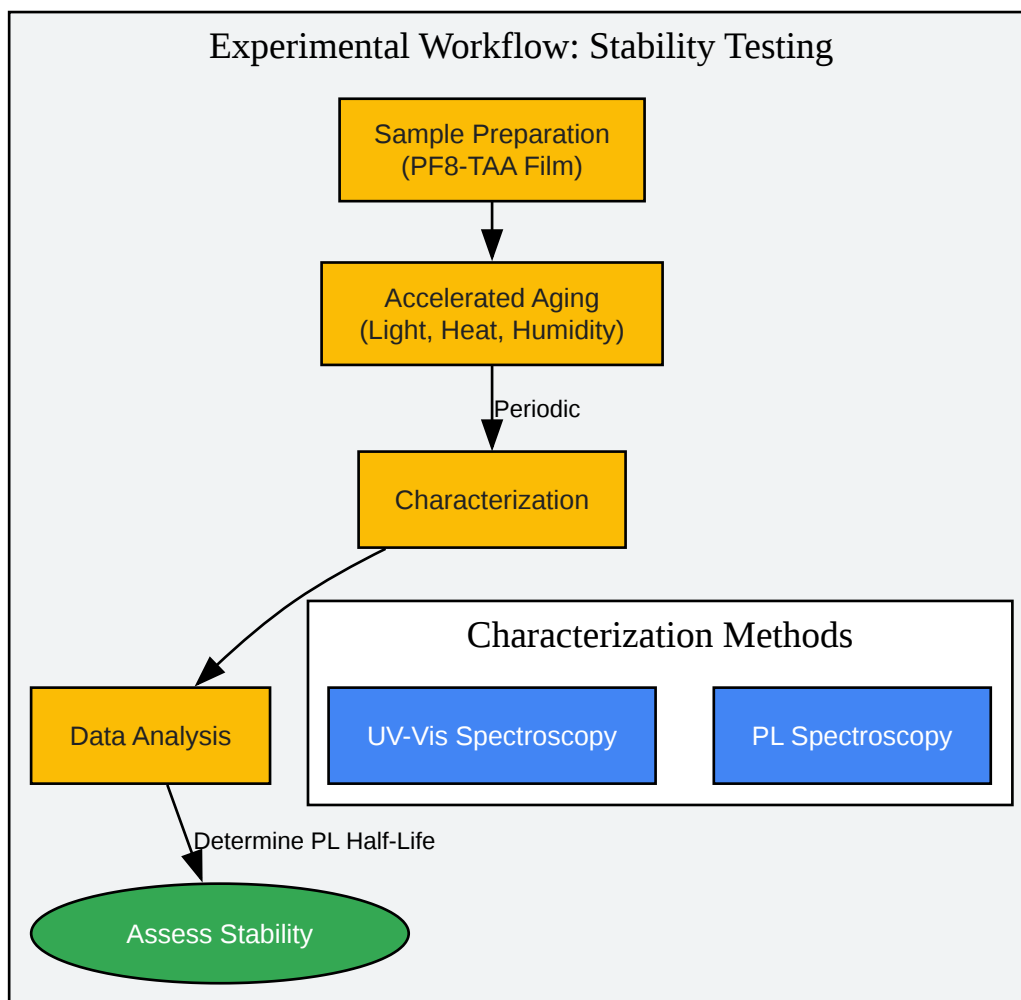 Experimental Workflow: Stability Testing
Sample Preparation
(PF8-TAA Film)
Accelerated Aging
(Light, Heat, Humidity)
Periodic
Characterization
Characterization Methods
Data Analysis
UV-Vis Spectroscopy
PL Spectroscopy
Determine PL Half-Life
Assess Stability